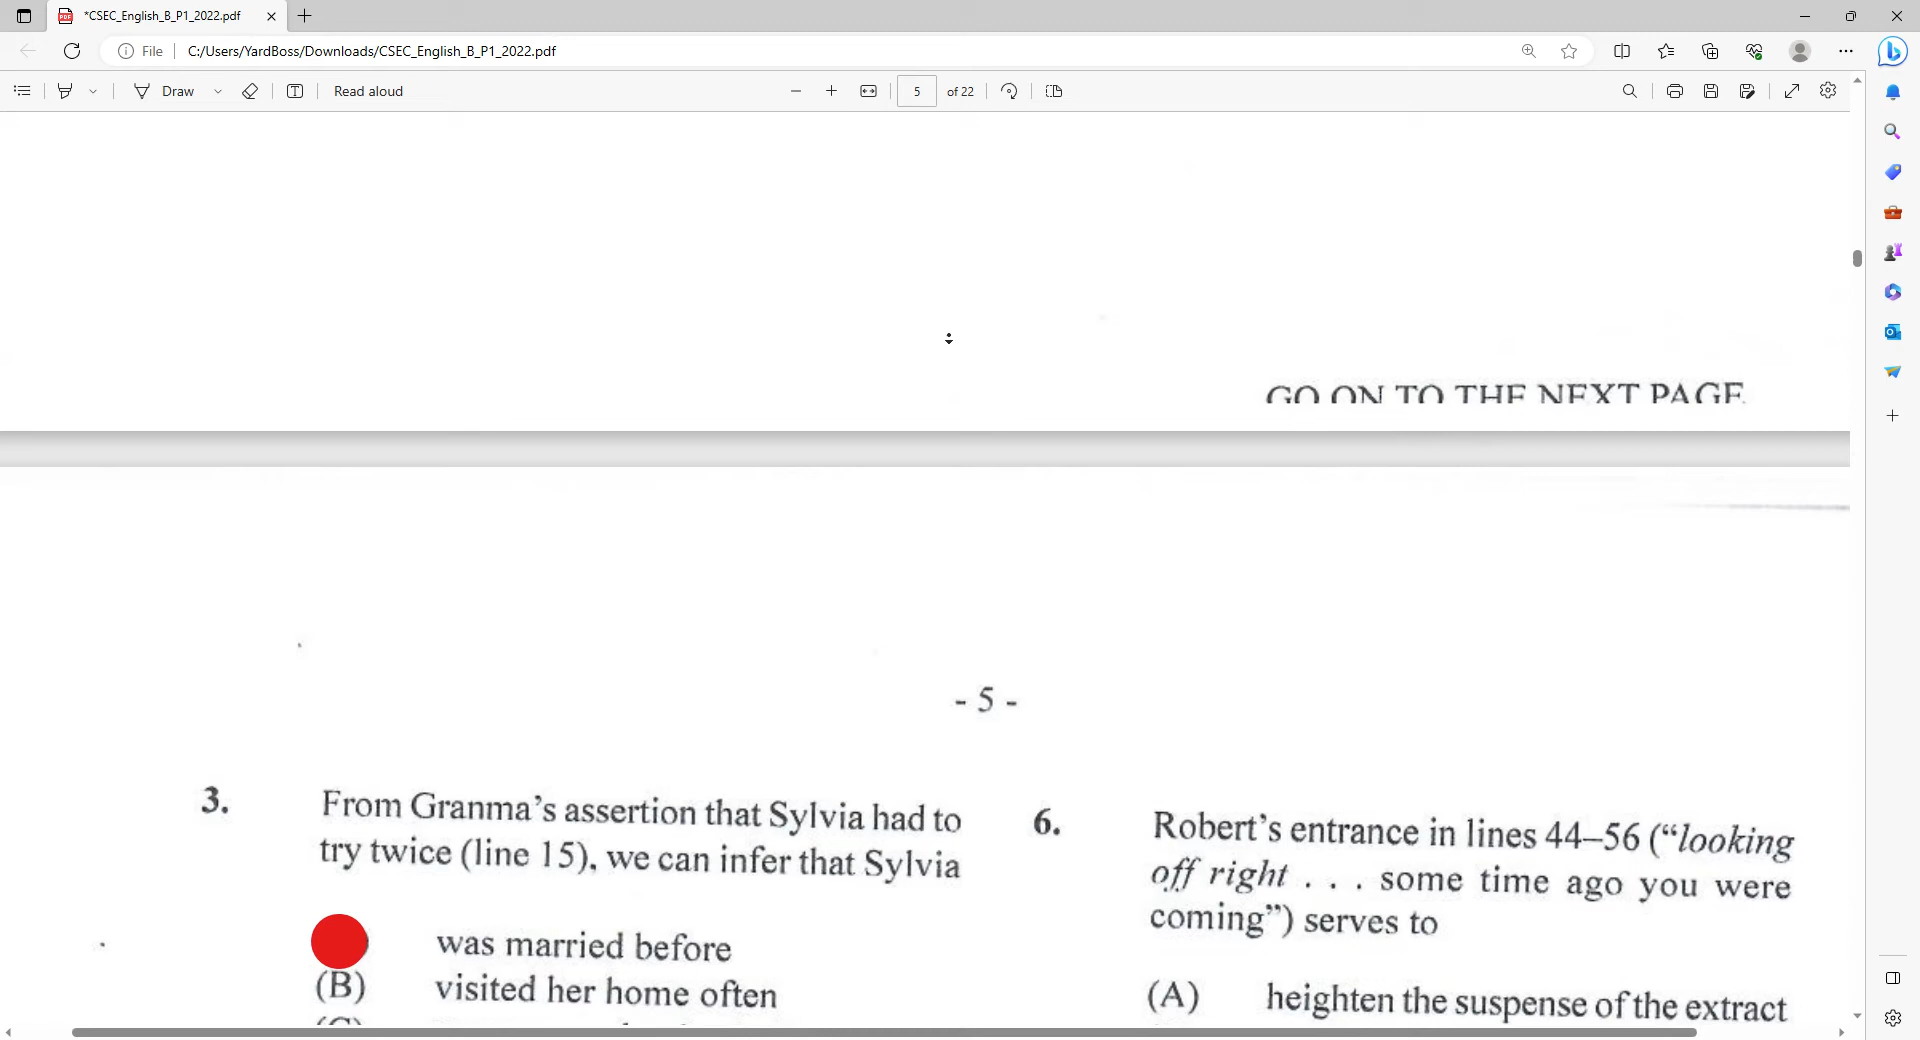 *CSEC_English_B_P1_2022.pdf
File
C:/Users/YardBoss/Downloads/CSEC_English_B_P1_2022.pdf
Draw
Read aloud
5
of 22
GO ON TO THE NEXT PAGE
- 5 -
3.
From Granma's assertion that Sylvia had to
try twice (line 15), we can infer that Sylvia
was married before
(B) visited her home often
(C)
6.
Robert's entrance in lines 44–56 (“looking
off right . . . some time ago you were
coming”) serves to
(A) heighten the suspense of the extract